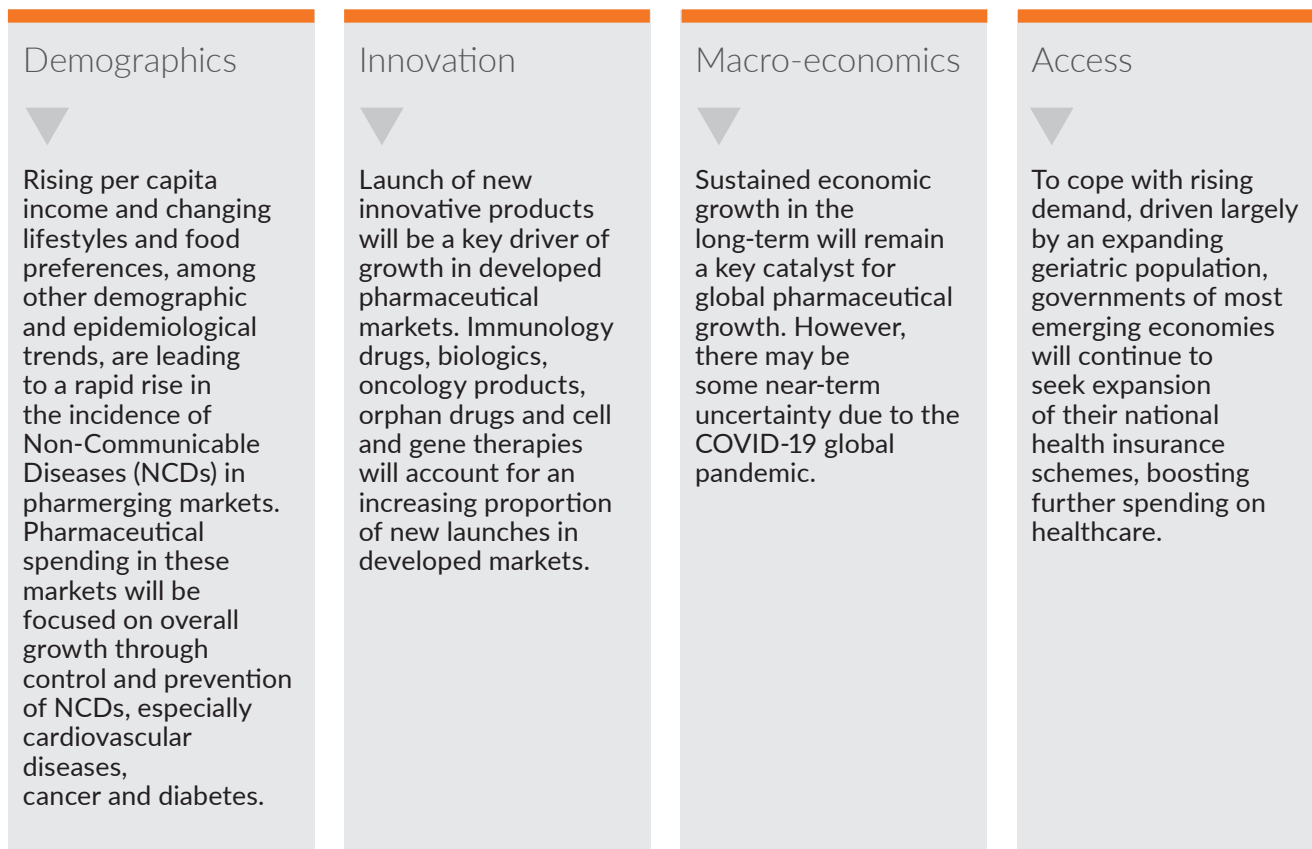 Demographics
Rising per capita
income and changing
lifestyles and food
preferences, among
other demographic
and epidemiological
trends, are leading
to a rapid rise in
the incidence of
Non-Communicable
Diseases (NCDs) in
pharmerging markets.
Pharmaceutical
spending in these
markets will be
focused on overall
growth through
control and prevention
of NCDs, especially
cardiovascular
diseases,
cancer and diabetes.
Innovation
Launch of new
innovative products
will be a key driver of
growth in developed
pharmaceutical
markets. Immunology
drugs, biologics,
oncology products,
orphan drugs and cell
and gene therapies
will account for an
increasing proportion
of new launches in
developed markets.
Macro-economics
Sustained economic
growth in the
long-term will remain
a key catalyst for
global pharmaceutical
growth. However,
there may be
some near-term
uncertainty due to the
COVID-19 global
pandemic.
Access
To cope with rising
demand, driven largely
by an expanding
geriatric population,
governments of most
emerging economies
will continue to
seek expansion
of their national
health insurance
schemes, boosting
further spending on
healthcare.